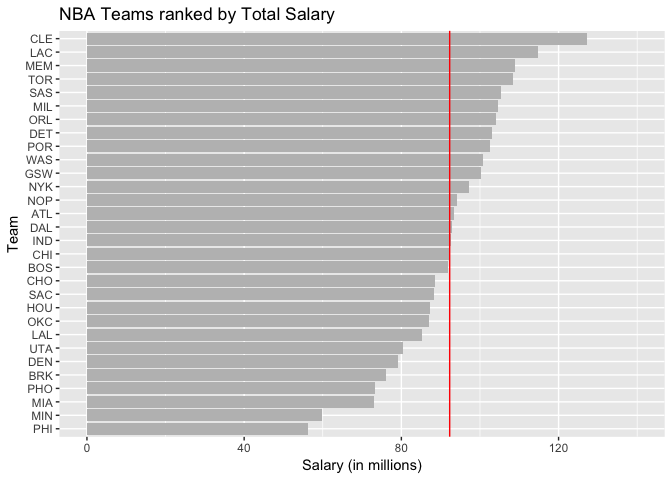 NBA Teams ranked by Total Salary
CLE
LAC
MEM
TOR
SAS
MIL
ORL
DET
POR
WAS
GSW
NYK
NOP
ATL
DAL
IND
CHI
BOS
CHO
SAC
HOU
OKC
LAL
UTA
DEN
BRK
PHO
MIA
MIN
PHI
Team
0 40 80 120
Salary (in millions)